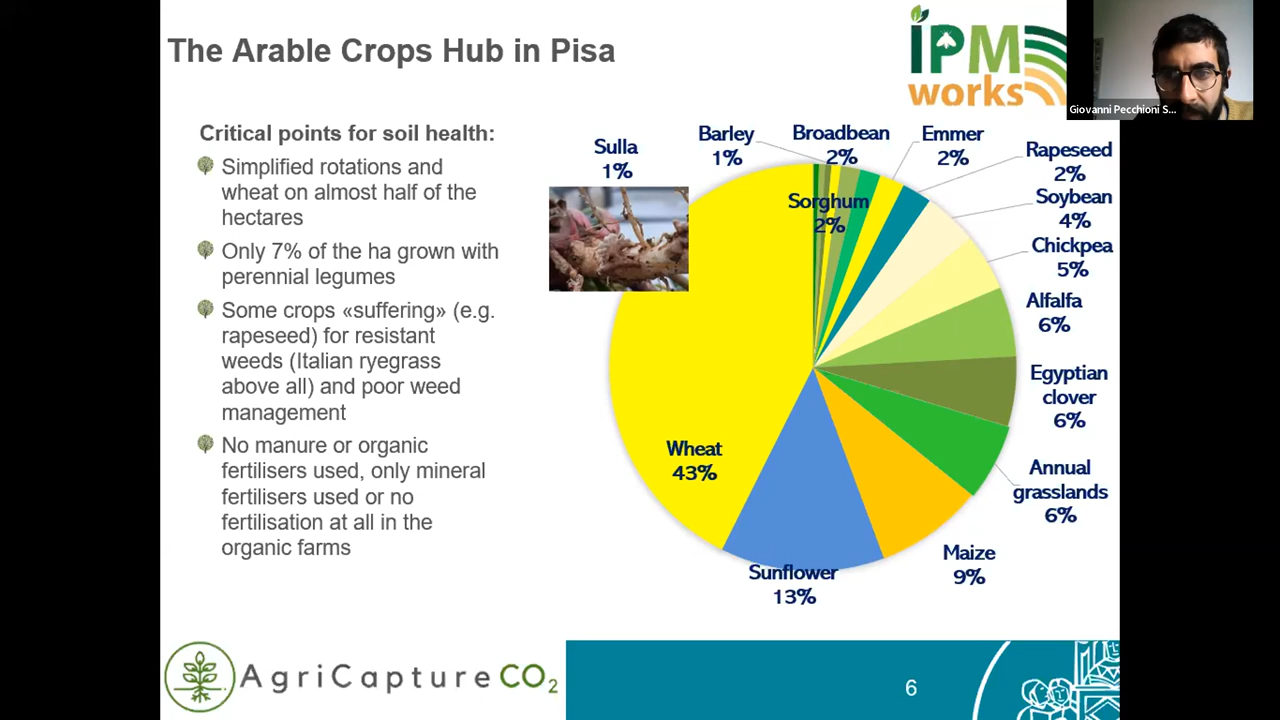 The Arable Crops Hub in Pisa
iPM
works
Giovanni Pecchioni S...
Critical points for soil health:
Simplified rotations and
wheat on almost half of the
hectares
Only 7% of the ha grown with
perennial legumes
Some crops «suffering» (e.g.
rapeseed) for resistant
weeds (Italian ryegrass
above all) and poor weed
management
No manure or organic
fertilisers used, only mineral
fertilisers used or no
fertilisation at all in the
organic farms
Sulla
1%
Barley
1%
Broadbean
2%
Emmer
2%
Rapeseed
2%
Sorghum
2%
Soybean
4%
Chickpea
5%
Alfalfa
6%
Egyptian
clover
6%
Annual
grasslands
6%
Maize
9%
Sunflower
13%
Wheat
43%
AgriCapture CO2
6